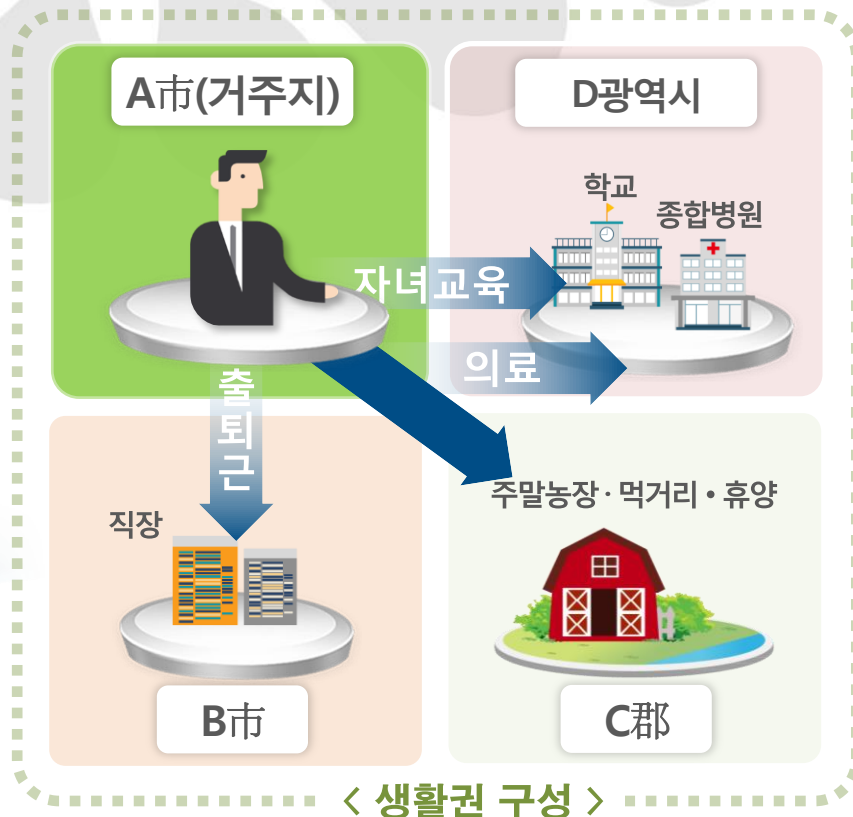 A市(거주지)
D광역시
학교
종합병원
자녀교육
의료
출퇴근
주말농장· 먹거리 • 휴양
직장
B市
C郡
< 생활권 구성 >